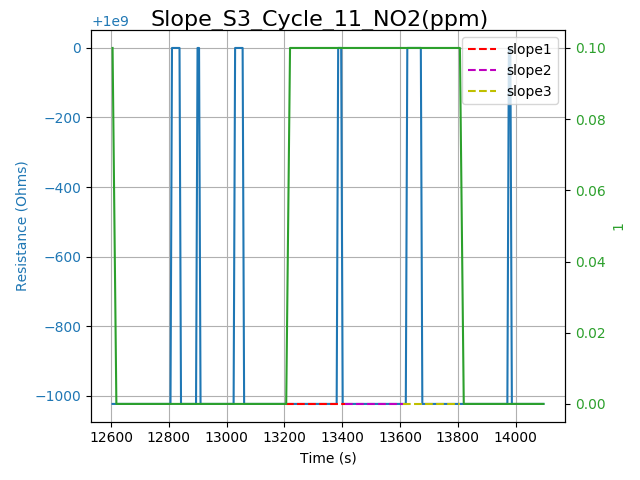 Slope_S3_Cycle_11_NO2(ppm)
+1e9
slope1
slope2
slope3
0
−200
−400
−600
−800
−1000
Resistance (Ohms)
0.10
0.08
0.06
0.04
0.02
0.00
1
12600 12800 13000 13200 13400 13600 13800 14000
Time (s)